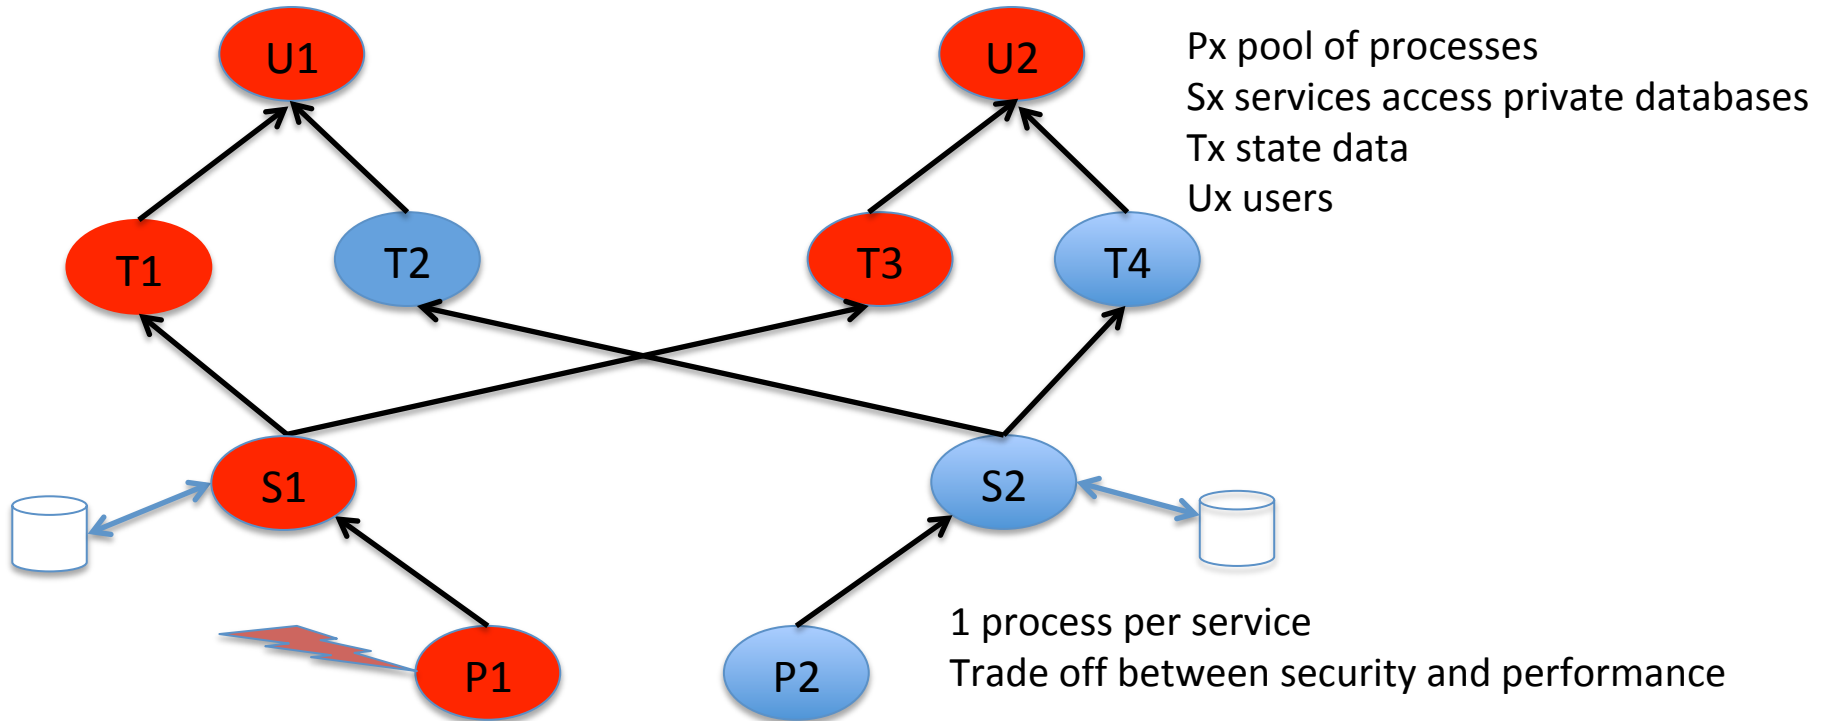 U1
U2
Px pool of processes
Sx services access private databases
Tx state data
Ux users
T1
T2
T3
T4
S1
S2
1 process per service
Trade off between security and performance
P1
P2